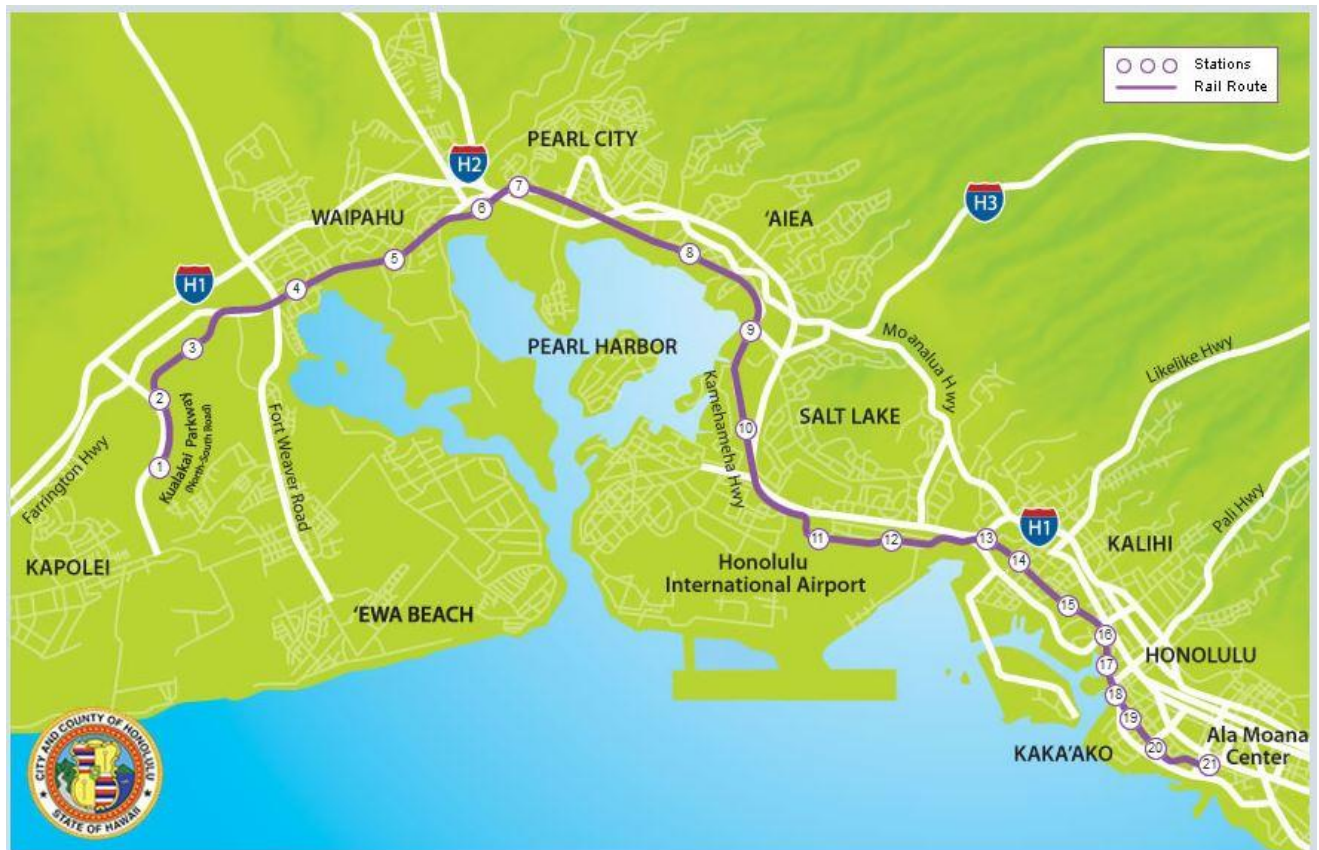 Stations
Rail Route
PEARL CITY
H2
7
6
WAIPAHU
'AIEA
H3
8
5
H1
4
9
3
PEARL HARBOR
Moanalua Hwy
Likelike Hwy
2
Kualakai Parkway
(North-South Road)
Fort Weaver Road
Kamehameha Hwy
SALT LAKE
10
1
Farrington Hwy
Pali Hwy
H1
KALIHI
11
12
13
14
KAPOLEI
Honolulu
International Airport
'EWA BEACH
15
16
HONOLULU
17
18
19
20
21
KAKA'AKO
Ala Moana
Center
CITY AND COUNTY OF HONOLULU
STATE OF HAWAII